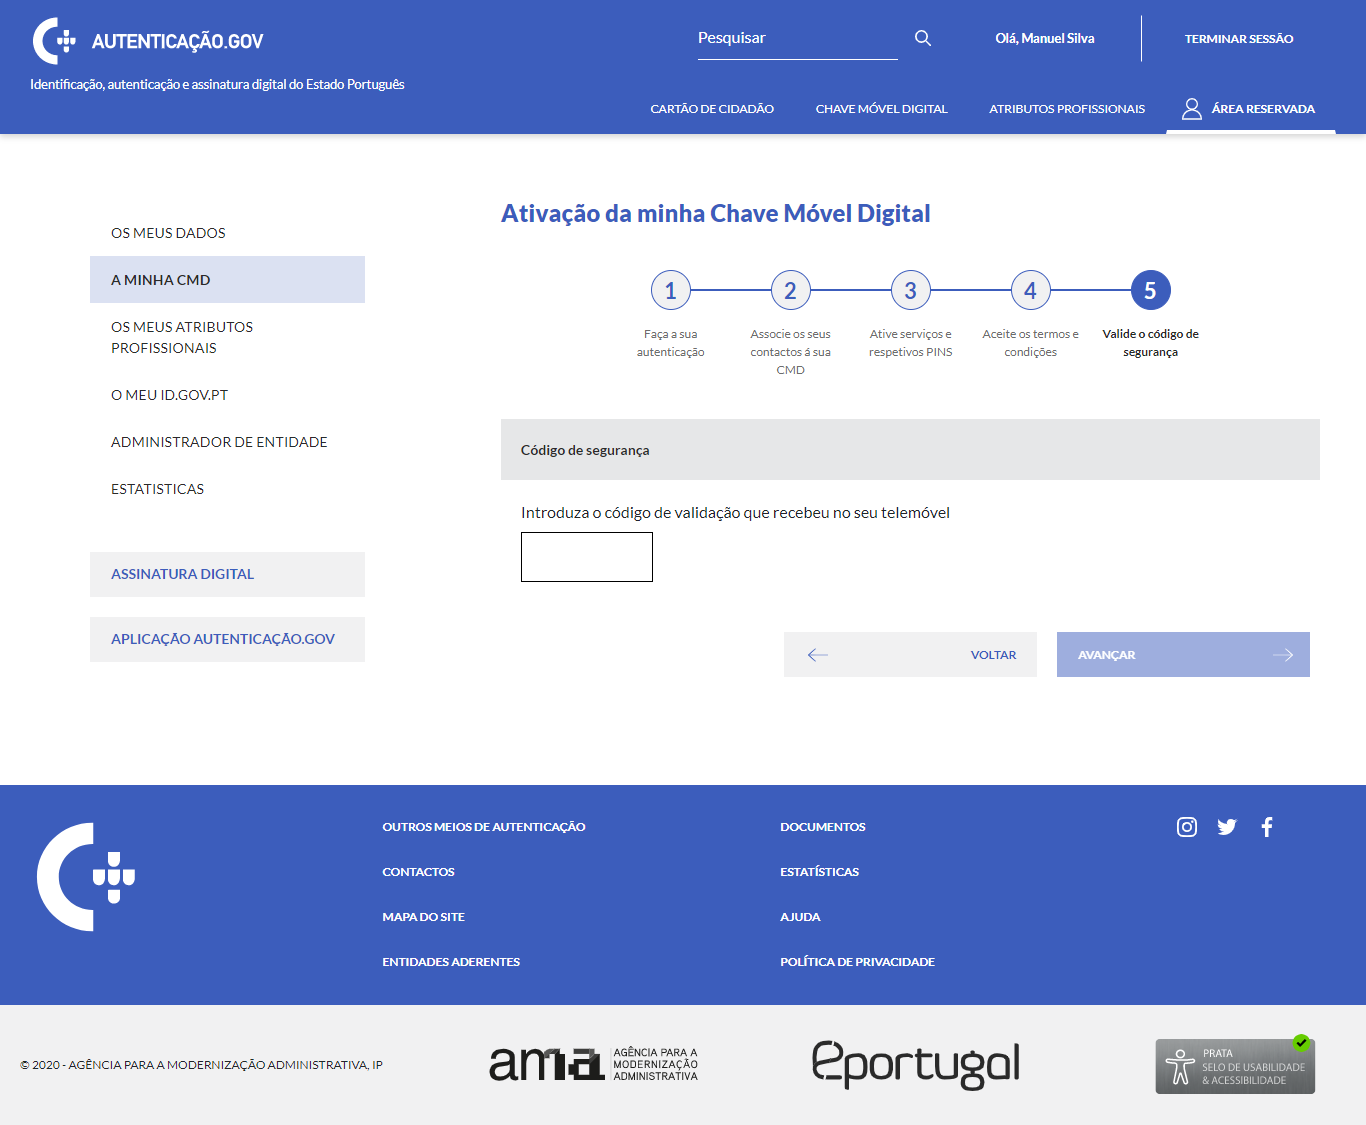 AUTENTICAÇÃO.GOV
Identificação, autenticação e assinatura digital do Estado Português
Pesquisar
Olá, Manuel Silva
TERMINAR SESSÃO
CARTÃO DE CIDADÃO
CHAVE MÓVEL DIGITAL
ATRIBUTOS PROFISSIONAIS
ÁREA RESERVADA
OS MEUS DADOS
A MINHA CMD
OS MEUS ATRIBUTOS
PROFISSIONAIS
O MEU ID.GOV.PT
ADMINISTRADOR DE ENTIDADE
ESTATISTICAS
ASSINATURA DIGITAL
APLICAÇÃO AUTENTICAÇÃO.GOV
Ativação da minha Chave Móvel Digital
1
Faça a sua
autenticação
2
Associe os seus
contactos á sua
CMD
3
Ative serviços e
respetivos PINS
4
Aceite os termos e
condições
5
Valide o código de
segurança
Código de segurança
Introduza o código de validação que recebeu no seu telemóvel
VOLTAR
AVANÇAR
OUTROS MEIOS DE AUTENTICAÇÃO
CONTACTOS
MAPA DO SITE
ENTIDADES ADERENTES
DOCUMENTOS
ESTATÍSTICAS
AJUDA
POLÍTICA DE PRIVACIDADE
© 2020 - AGÊNCIA PARA A MODERNIZAÇÃO ADMINISTRATIVA, IP
ama
AGÊNCIA PARA A
MODERNIZAÇÃO
ADMINISTRATIVA
eportugal
PRATA
SELO DE USABILIDADE
& ACESSIBILIDADE